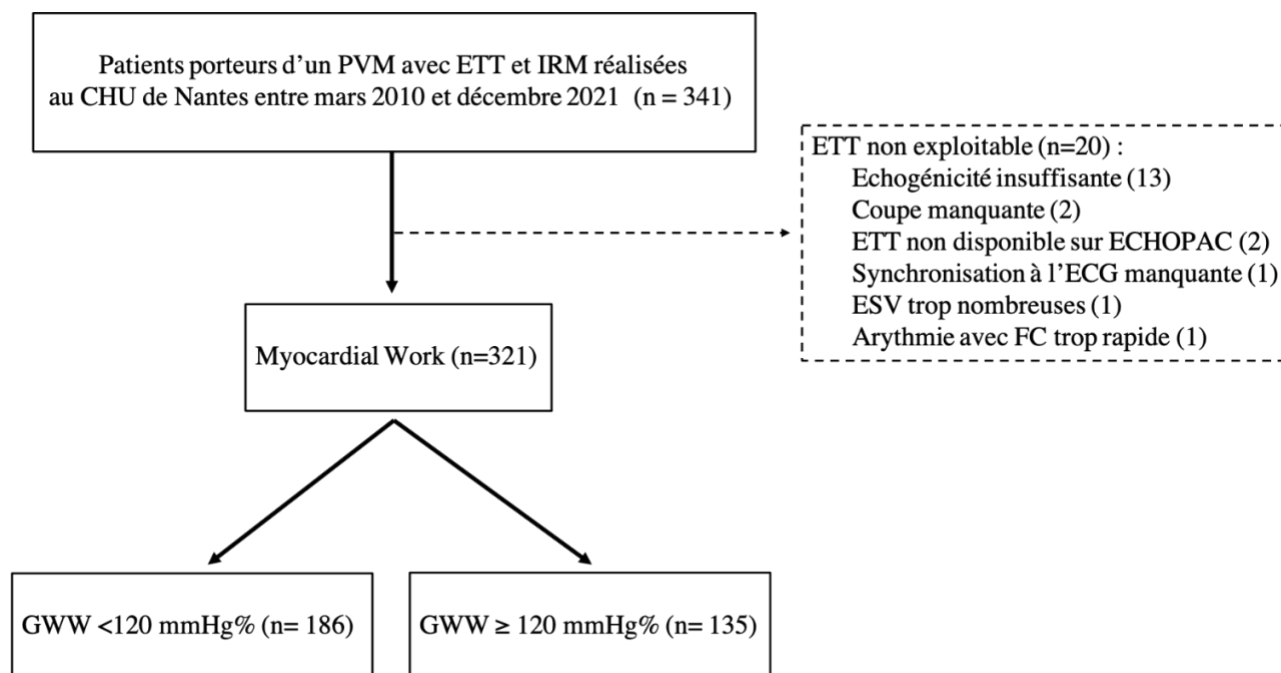 Patients porteurs d’un PVM avec ETT et IRM réalisées
au CHU de Nantes entre mars 2010 et décembre 2021 (n = 341)
ETT non exploitable (n=20) :
Echogénicité insuffisante (13)
Coupe manquante (2)
ETT non disponible sur ECHOPAC (2)
Synchronisation à l’ECG manquante (1)
ESV trop nombreuses (1)
Arythmie avec FC trop rapide (1)
Myocardial Work (n=321)
GWW <120 mmHg% (n= 186)
GWW ≥ 120 mmHg% (n= 135)